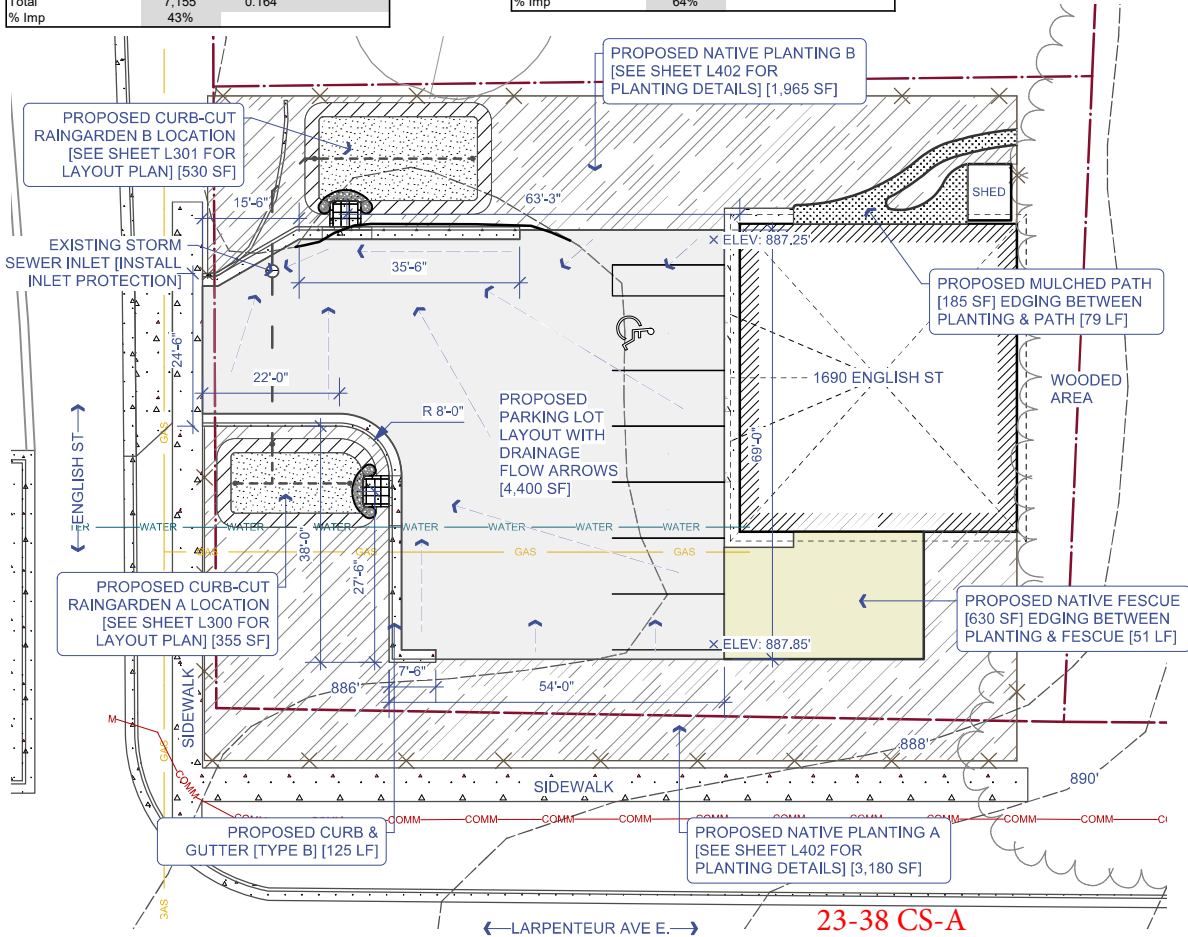 Total 7,155 0.164
% Imp 43%
% Imp 64%
PROPOSED NATIVE PLANTING B
[SEE SHEET L402 FOR
PLANTING DETAILS] [1,965 SF]
PROPOSED CURB-CUT
RAINGARDEN B LOCATION
[SEE SHEET L301 FOR
LAYOUT PLAN] [530 SF]
SHED
15'-6"
63'-3"
EXISTING STORM
SEWER INLET [INSTALL
INLET PROTECTION]
ELEV: 887.25'
35'-6"
PROPOSED MULCHED PATH
[185 SF] EDGING BETWEEN
PLANTING & PATH [79 LF]
24'-6"
22'-0"
1690 ENGLISH ST
WOODED
AREA
R 8'-0"
PROPOSED
PARKING LOT
LAYOUT WITH
DRAINAGE
FLOW ARROWS
[4,400 SF]
69'-0"
GAS
ENGLISH ST
ER WATER WATER WATER WATER WATER WATER WATER
GAS GAS GAS GAS
38'-0"
27'-6"
PROPOSED CURB-CUT
RAINGARDEN A LOCATION
[SEE SHEET L300 FOR
LAYOUT PLAN] [355 SF]
PROPOSED NATIVE FESCUE
[630 SF] EDGING BETWEEN
PLANTING & FESCUE [51 LF]
ELEV: 887.85'
7'-6"
886'
54'-0"
SIDEWALK
M
GAS
888'
COMM
890'
SIDEWALK
COMM COMM COMM COMM COMM COMM COMM COMM COMM COMM COMM C
PROPOSED CURB &
GUTTER [TYPE B] [125 LF]
PROPOSED NATIVE PLANTING A
[SEE SHEET L402 FOR
PLANTING DETAILS] [3,180 SF]
GAS
LARPENTEUR AVE E.
23-38 CS-A